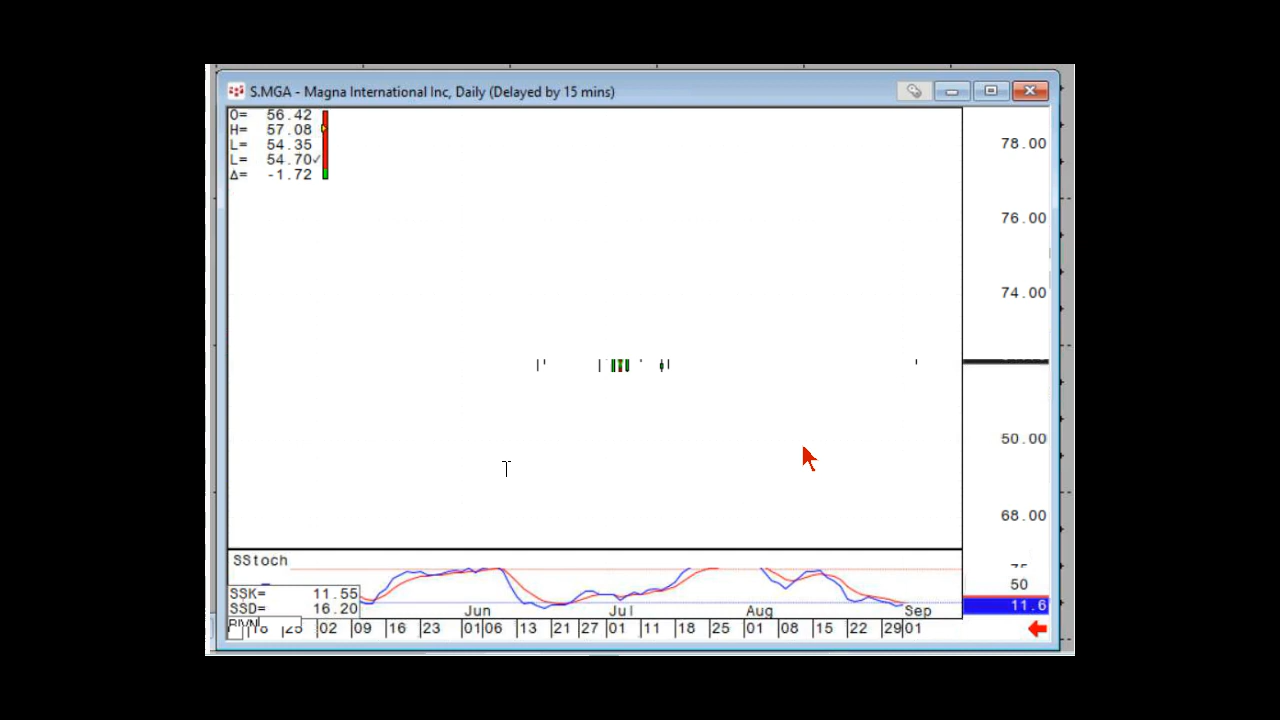 S.MGA - Magna International Inc, Daily (Delayed by 15 mins)
O= 56.42
H= 57.08
L= 54.35
L= 54.70✓
Δ= -1.72
78.00
76.00
74.00
50.00
68.00
SStoch
50
11.6
SSK= 11.55
SSD= 16.20
Jun Jul Aug Sep
02 09 16 23 01 06 13 21 27 01 11 18 25 01 08 15 22 29 01